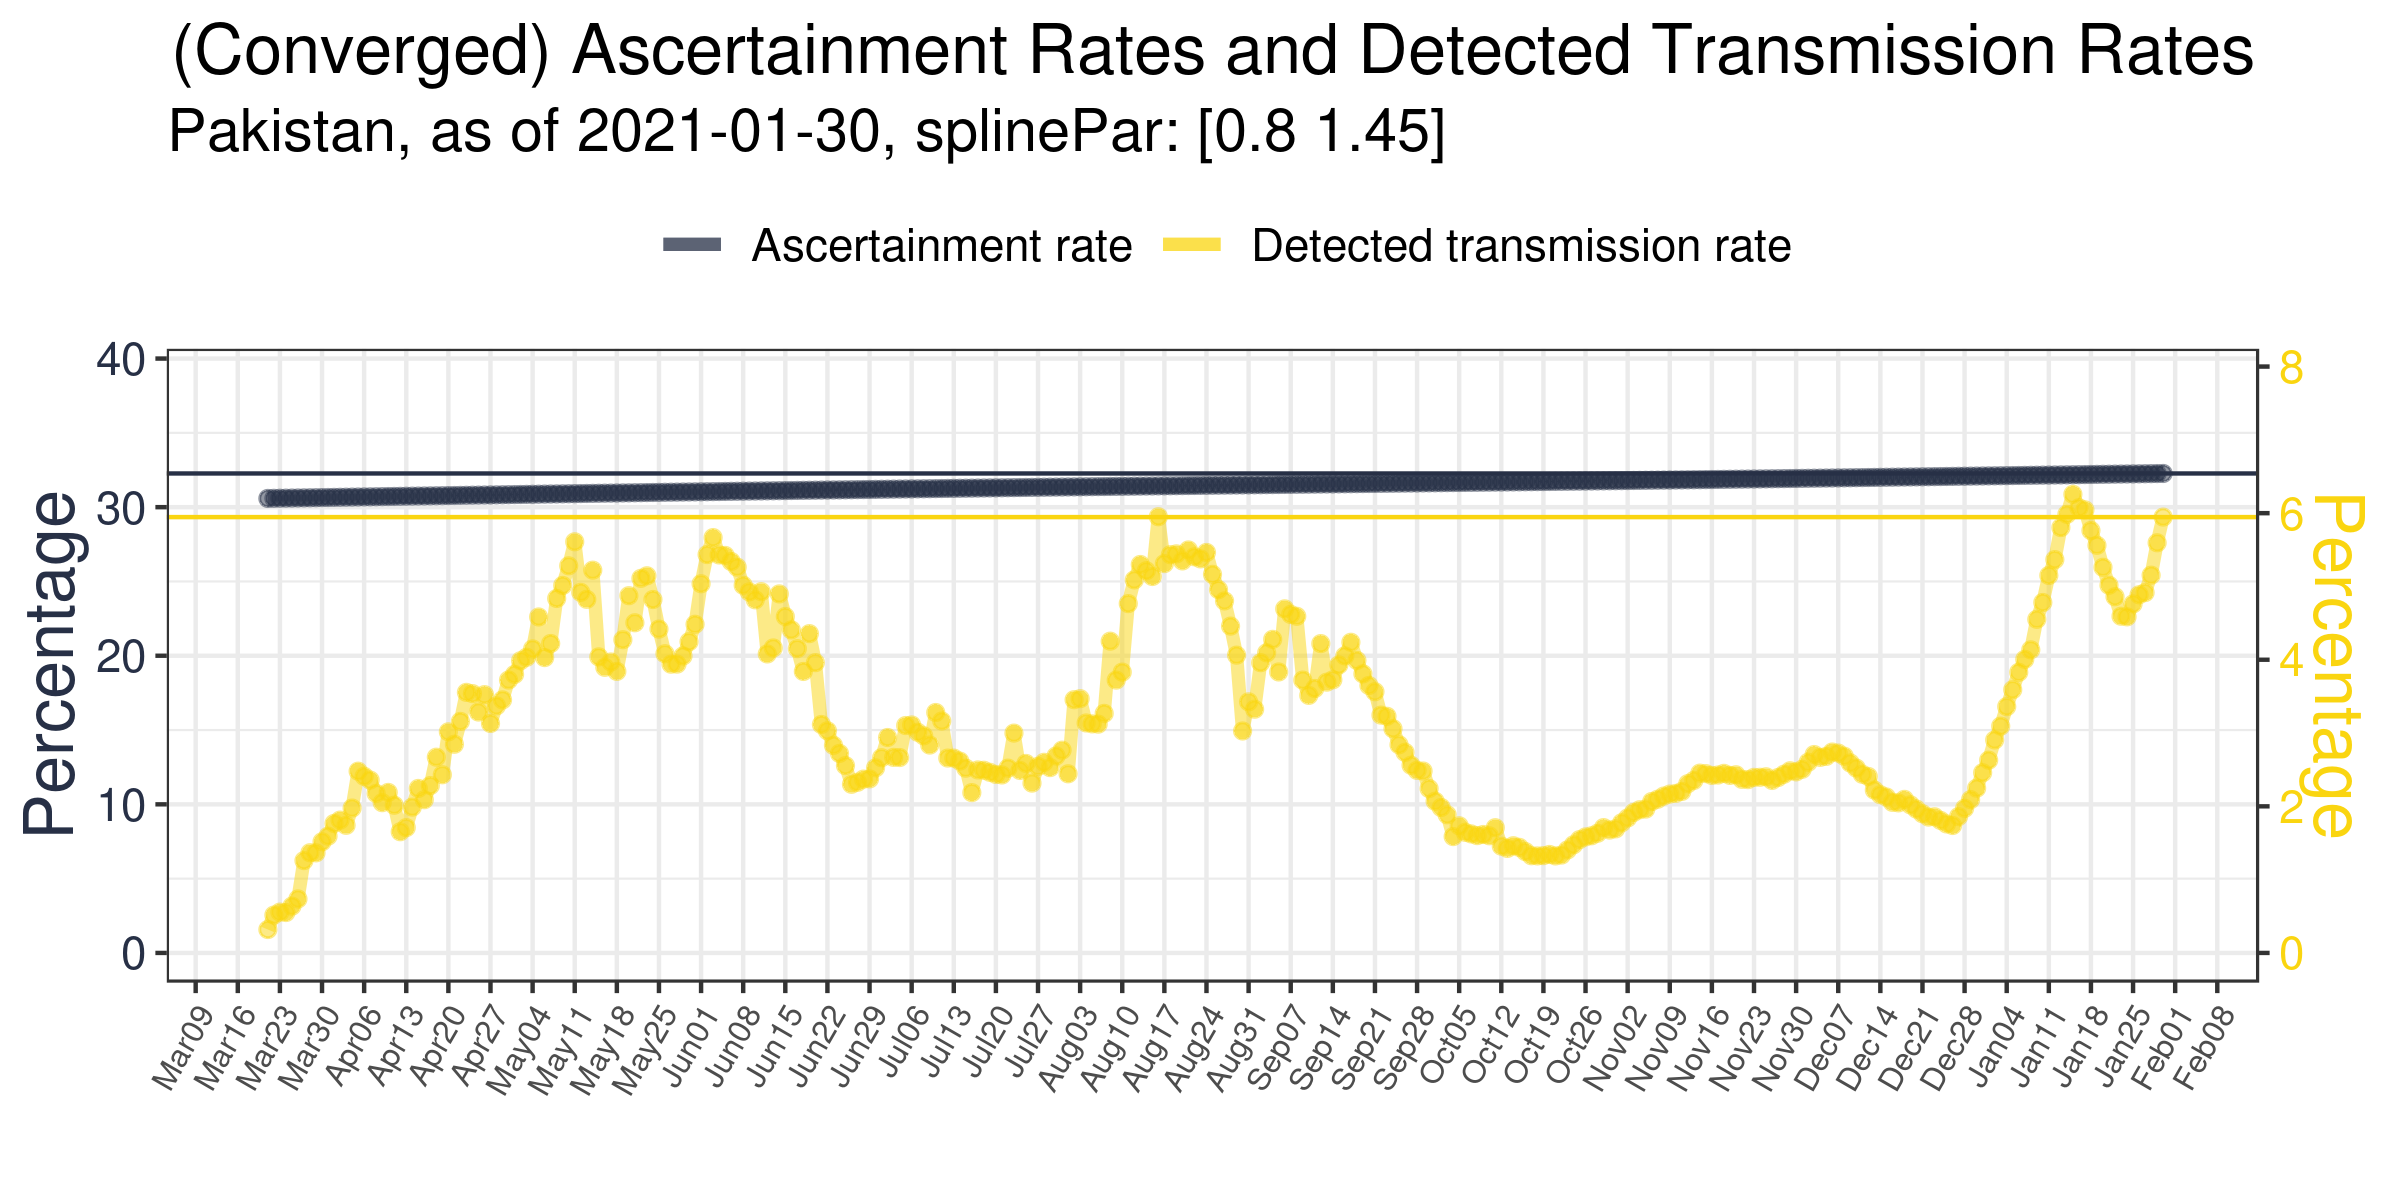 (Converged) Ascertainment Rates and Detected Transmission Rates
Pakistan, as of 2021-01-30, splinePar: [0.8 1.45]
Ascertainment rate Detected transmission rate
Percentage
40
30
20
10
0
8
6
4
2
0
Percentage
Mar09 Mar16 Mar23 Mar30 Apr06 Apr13 Apr20 Apr27 May04 May11 May18 May25 Jun01 Jun08 Jun15 Jun22 Jun29 Jul06 Jul13 Jul20 Jul27 Aug03 Aug10 Aug17 Aug24 Aug31 Sep07 Sep14 Sep21 Sep28 Oct05 Oct12 Oct19 Oct26 Nov02 Nov09 Nov16 Nov23 Nov30 Dec07 Dec14 Dec21 Dec28 Jan04 Jan11 Jan18 Jan25 Feb01 Feb08